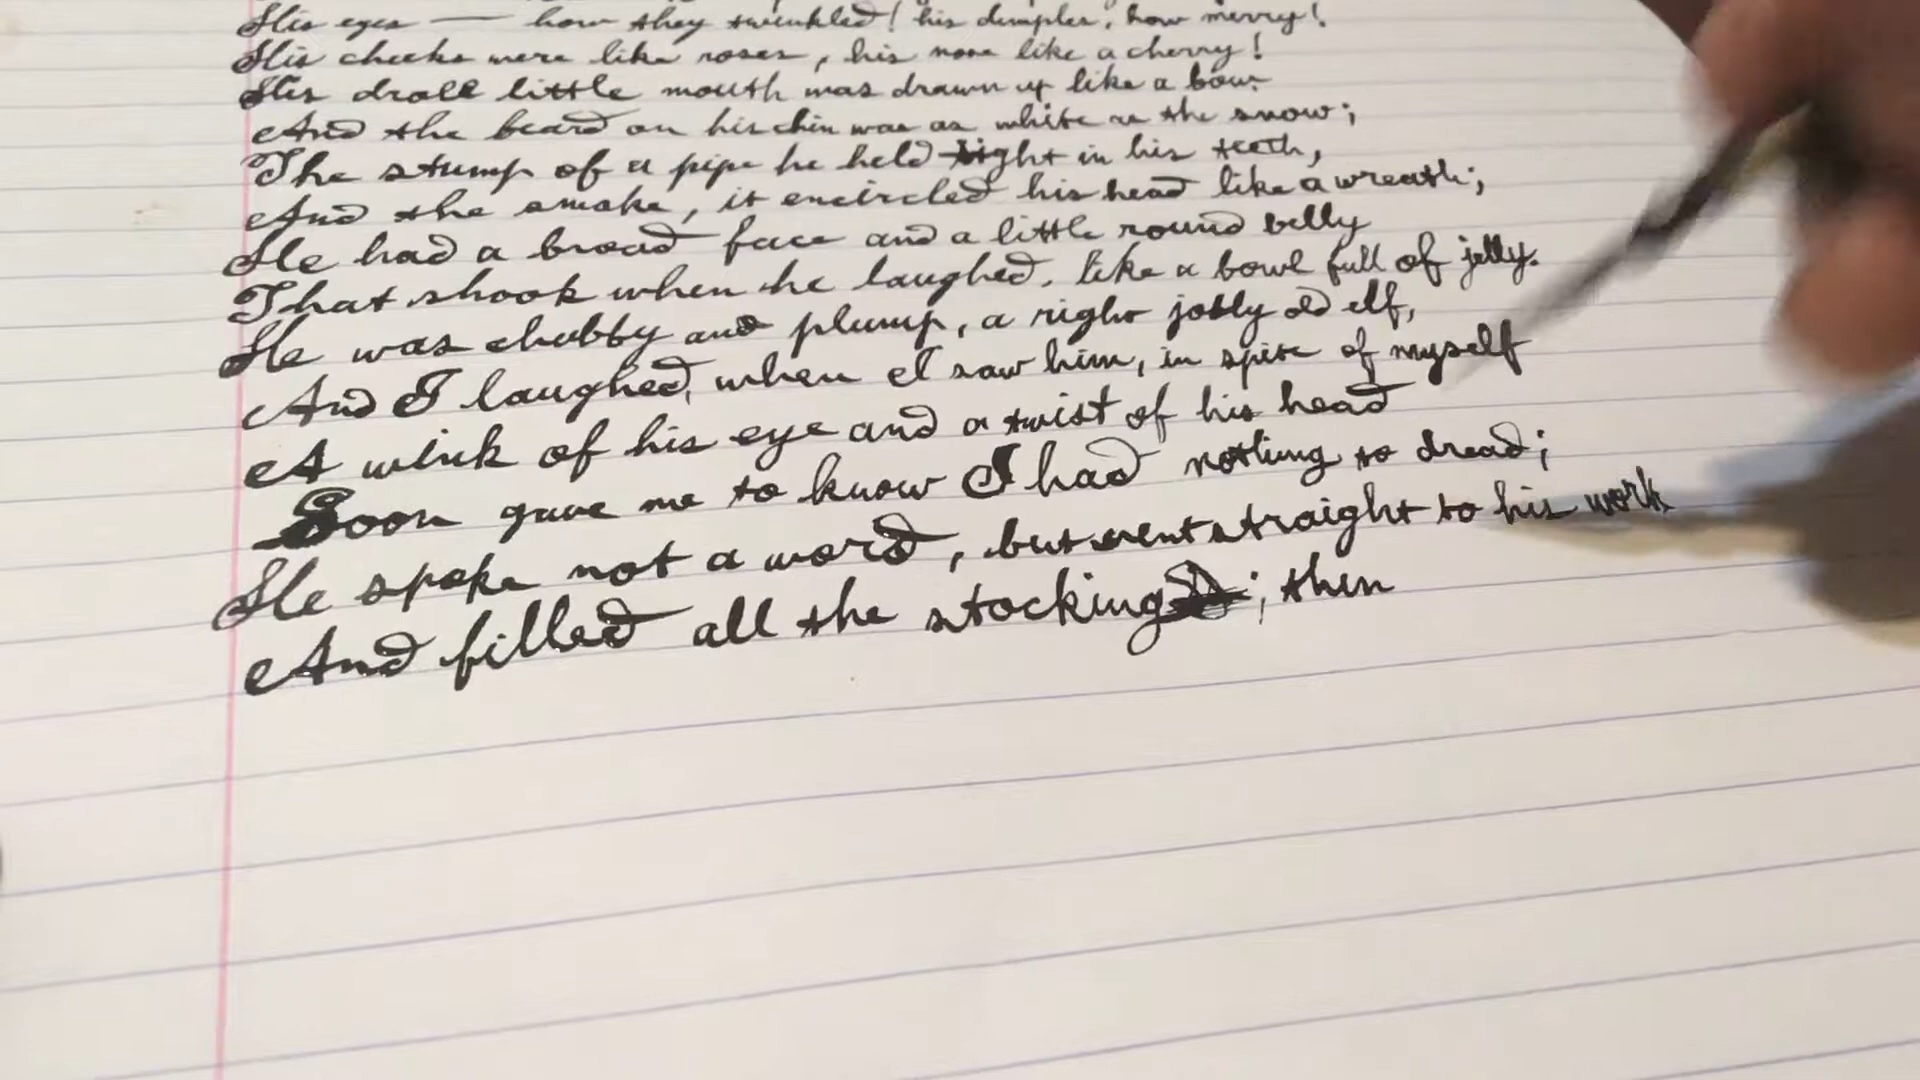 His eyes — how they twinkled! his dimples, how merry!
His cheeks were like roses, his nose like a cherry!
His droll little mouth was drawn up like a bow
And the beard on his chin was as white as the snow;
The stump of a pipe he held tight in his teeth,
And the smoke, it encircled his head like a wreath;
He had a broad face and a little round belly
That shook when he laughed, like a bowl full of jelly.
He was chubby and plump, a right jolly old elf,
And I laughed, when I saw him, in spite of myself
A wink of his eye and a twist of his head
Soon gave me to know I had nothing to dread;
He spoke not a word, but went straight to his work
And filled all the stocking; then